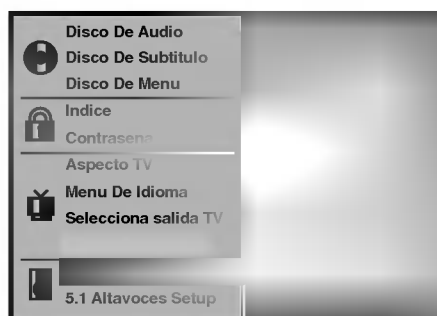 Disco De Audio
Disco De Subtitulo
Disco De Menu
Indice
Contrasena
Aspecto TV
Menu De Idioma
Selecciona salida TV
5.1 Altavoces Setup